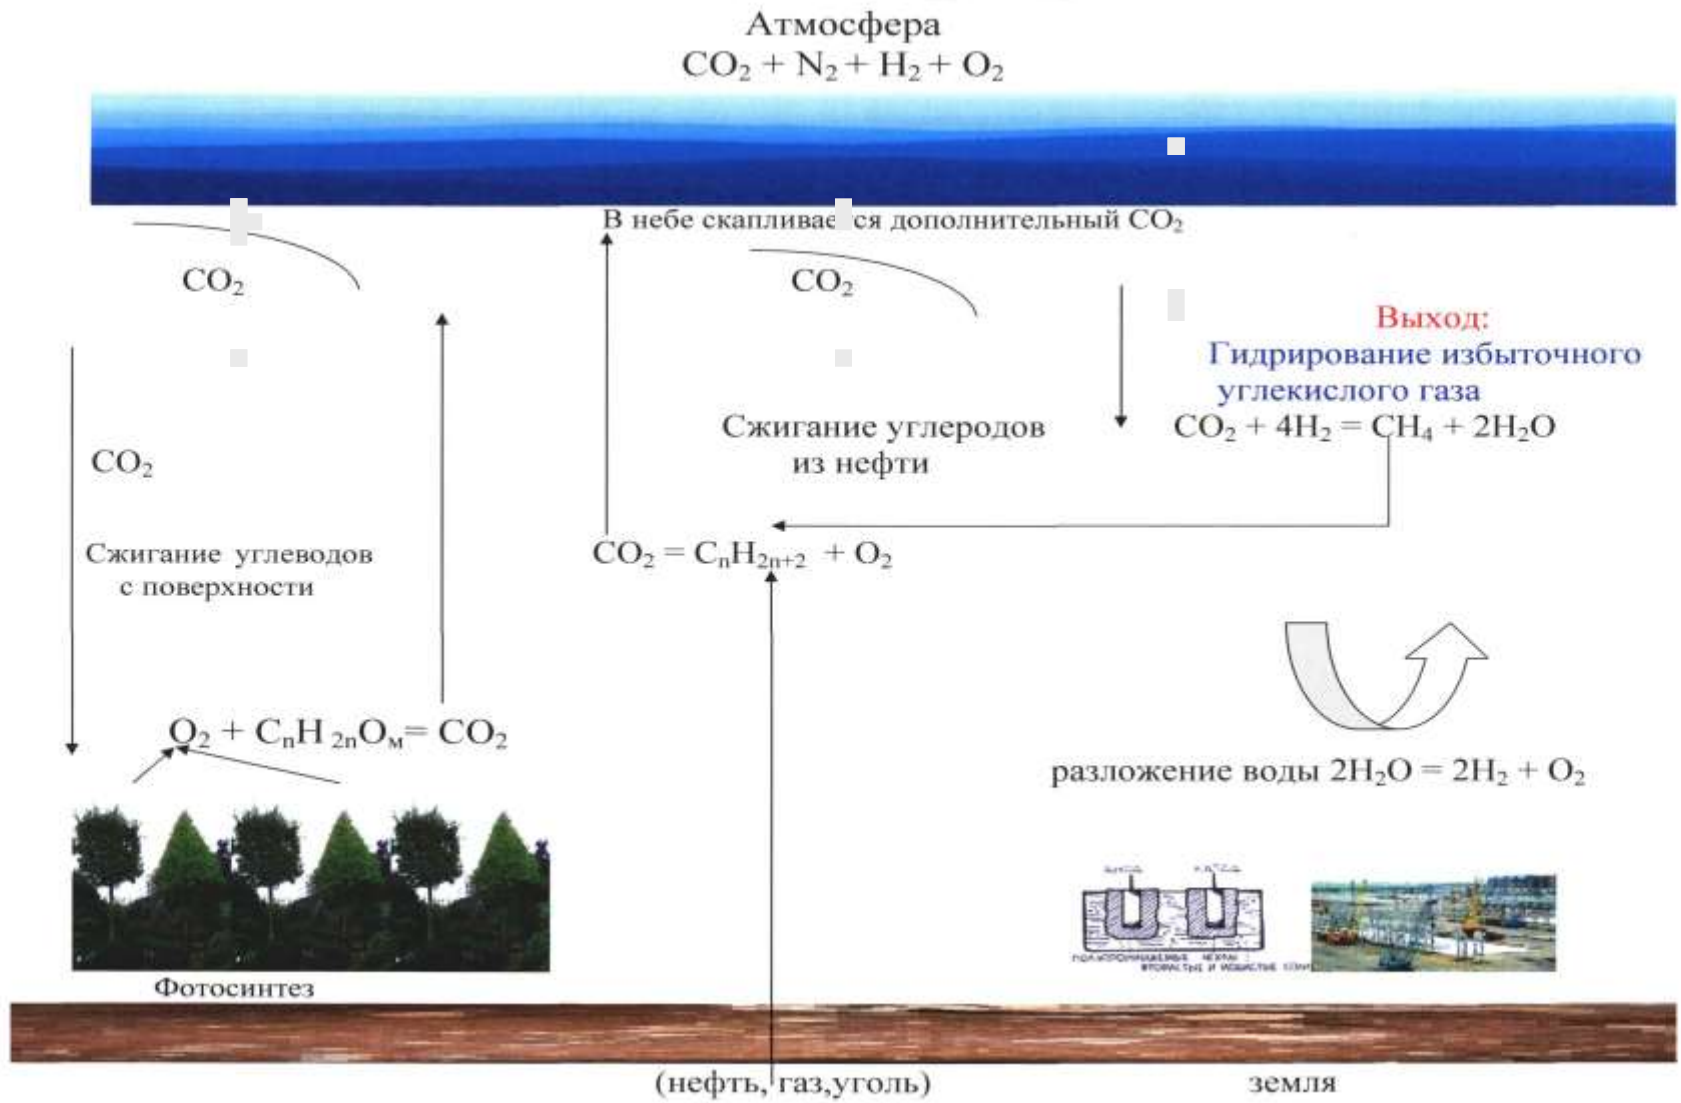 Атмосфера
CO₂ + N₂ + H₂ + O₂
В небе скапливается дополнительный CO₂
CO₂
CO₂
Выход:
Гидрирование избыточного
углекислого газа
CO₂ + 4H₂ = CH₄ + 2H₂O
Сжигание углеродов
из нефти
CO₂
CO₂ = CₙH₂ₙ₊₂ + O₂
Сжигание углеводов
с поверхности
O₂ + CₙH ₂ₙOм= CO₂
разложение воды 2H₂O = 2H₂ + O₂
Фотосинтез
(нефть, газ,уголь)
земля